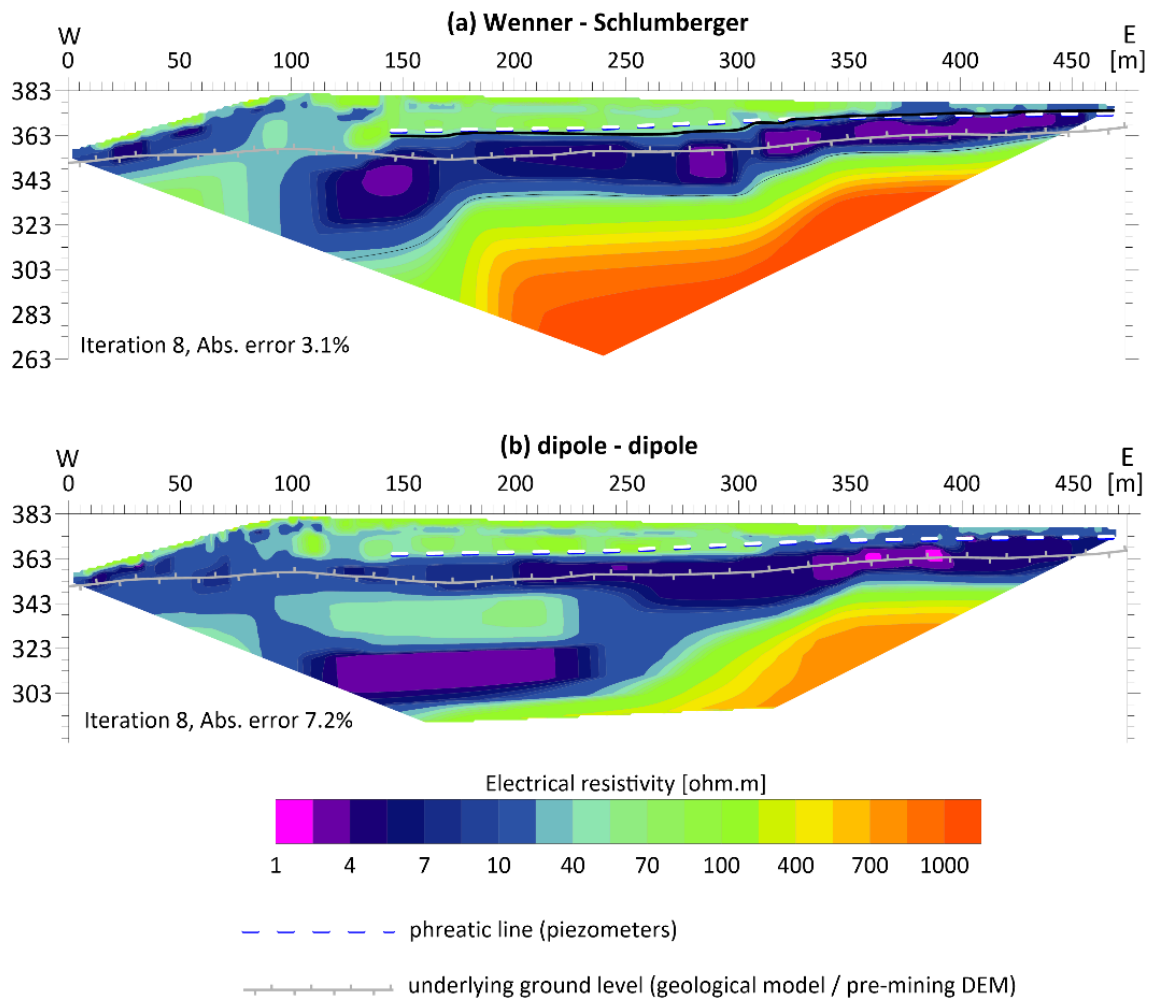 (a) Wenner - Schlumberger
W E
0 50 100 150 200 250 300 350 400 450 [m]
383
363
343
323
303
283
263
Iteration 8, Abs. error 3.1%
(b) dipole - dipole
W E
0 50 100 150 200 250 300 350 400 450 [m]
383
363
343
323
303
Iteration 8, Abs. error 7.2%
Electrical resistivity [ohm.m]
1 4 7 10 40 70 100 400 700 1000
phreatic line (piezometers)
underlying ground level (geological model / pre-mining DEM)